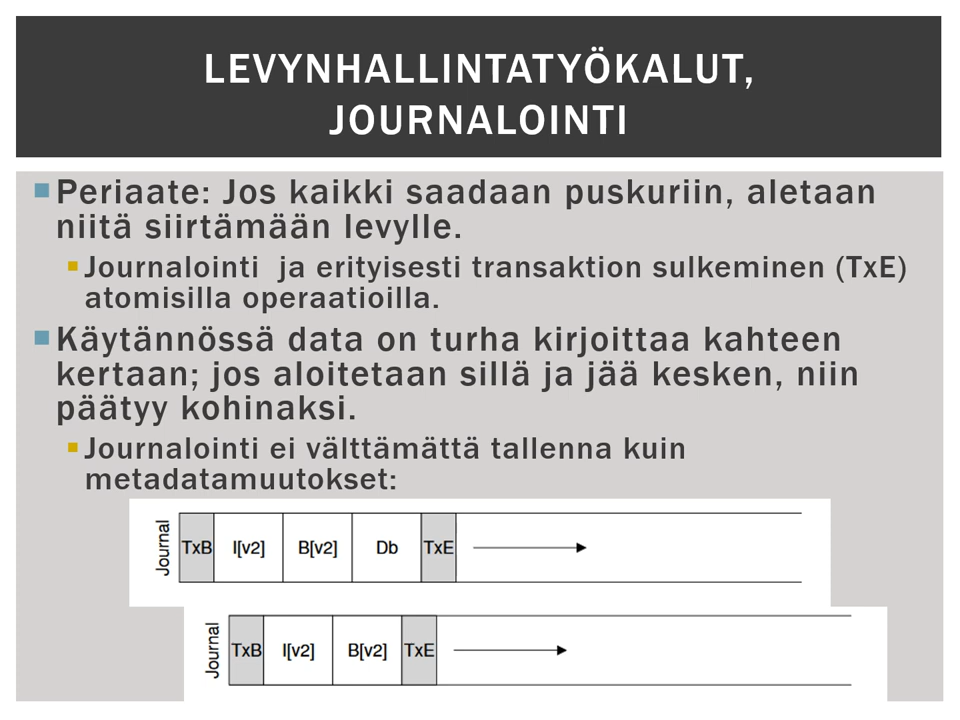 LEVYNHALLINTATYÖKALUT,
JOURNALOINTI
Periaate: Jos kaikki saadaan puskuriin, aletaan
niitä siirtämään levylle.
Journalointi ja erityisesti transaktion sulkeminen (TxE)
atomisilla operaatioilla.
Käytännössä data on turha kirjoittaa kahteen
kertaan; jos aloitetaan sillä ja jää kesken, niin
päätyy kohinaksi.
Journalointi ei välttämättä tallenna kuin
metadatamuutokset:
Journal TxB I[v2] B[v2] Db TxE
Journal TxB I[v2] B[v2] TxE